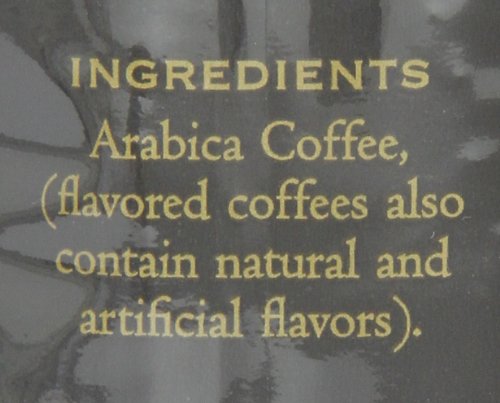 INGREDIENTS
Arabica Coffee,
(flavored coffees also
contain natural and
artificial flavors).